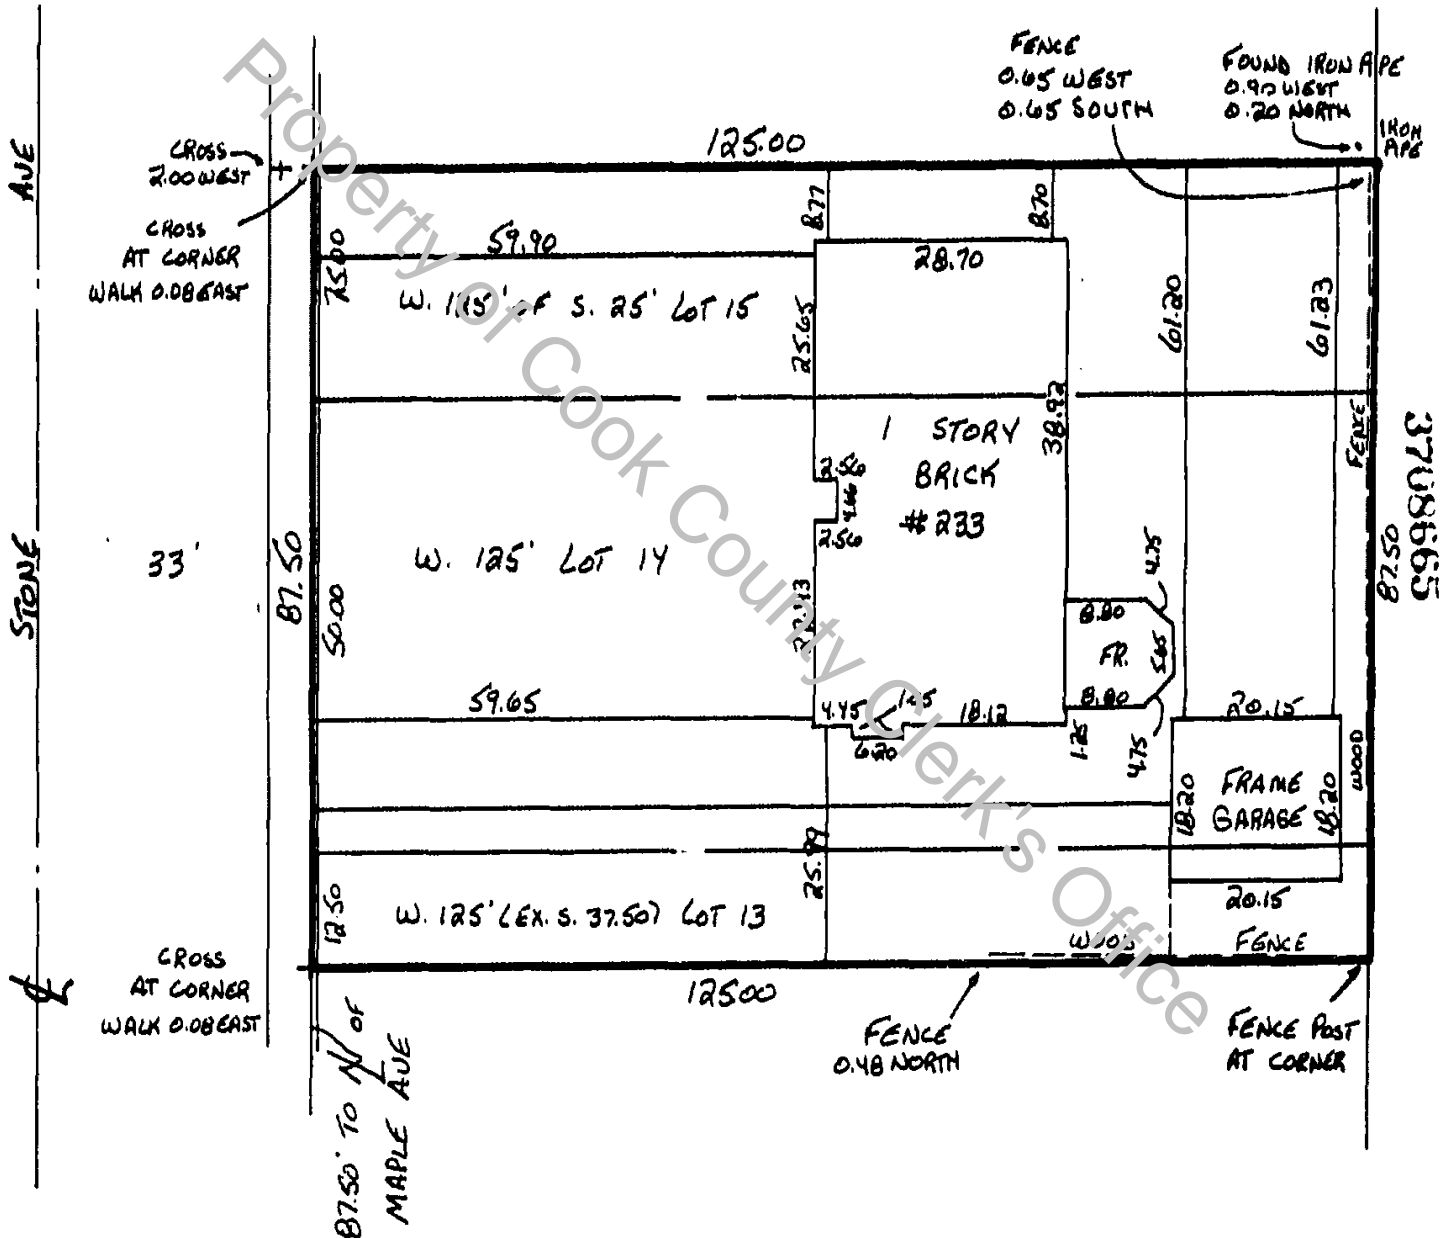 FENCE
0.65 WEST
0.65 SOUTH
FOUND IRON PIPE
0.90 WEST
0.20 NORTH
IRON
PIPE
125.00
CROSS
2.00 WEST
CROSS
AT CORNER
WALK 0.08 EAST
STONE AVE
33'
87.50
25.00
59.90
8.77
8.70
28.70
W. 125' OF S. 25' LOT 15
25.65
61.20
61.23
38.92
1 STORY
BRICK
# 233
2.56
4.66
2.56
FENCE
3708665
87.50
W. 125' LOT 14
50.00
22.43
8.80
4.75
FR.
5.65
8.80
4.75
1.25
59.65
4.45
1.45
18.12
6.20
20.15
FRAME
GARAGE
18.20
18.20
WOOD
20.15
25.99
12.50
W. 125' (EX. S. 37.50) LOT 13
WOOD FENCE
CROSS
AT CORNER
WALK 0.08 EAST
125.00
FENCE
0.48 NORTH
FENCE POST
AT CORNER
87.50' TO N L OF
MAPLE AVE
Property of Cook County Clerk's Office